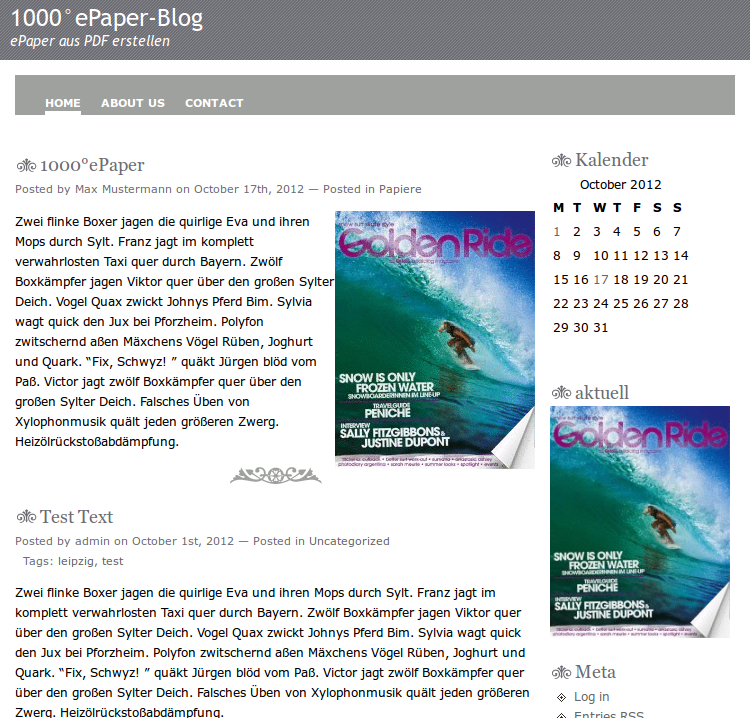 1000°ePaper-Blog
ePaper aus PDF erstellen
HOME ABOUT US CONTACT
1000°ePaper
Posted by Max Mustermann on October 17th, 2012 — Posted in Papiere
Zwei flinke Boxer jagen die quirlige Eva und ihren
Mops durch Sylt. Franz jagt im komplett
verwahrlosten Taxi quer durch Bayern. Zwölf
Boxkämpfer jagen Viktor quer über den großen Sylter
Deich. Vogel Quax zwickt Johnys Pferd Bim. Sylvia
wagt quick den Jux bei Pforzheim. Polyfon
zwitschernd aßen Mäxchens Vögel Rüben, Joghurt
und Quark. “Fix, Schwyz! ” quäkt Jürgen blöd vom
Paß. Victor jagt zwölf Boxkämpfer quer über den
großen Sylter Deich. Falsches Üben von
Xylophonmusik quält jeden größeren Zwerg.
Heizölrückstoßabdämpfung.
Golden Ride
SNOW IS ONLY
FROZEN WATER
SNOWBOARDERINNEN IM LINE-UP
TRAVELGUIDE
PENICHE
INTERVIEW
SALLY FITZGIBBONS &
JUSTINE DUPONT
Test Text
Posted by admin on October 1st, 2012 — Posted in Uncategorized
Tags: leipzig, test
Zwei flinke Boxer jagen die quirlige Eva und ihren Mops durch Sylt. Franz jagt im
komplett verwahrlosten Taxi quer durch Bayern. Zwölf Boxkämpfer jagen Viktor quer
über den großen Sylter Deich. Vogel Quax zwickt Johnys Pferd Bim. Sylvia wagt quick
den Jux bei Pforzheim. Polyfon zwitschernd aßen Mäxchens Vögel Rüben, Joghurt und
Quark. “Fix, Schwyz! ” quäkt Jürgen blöd vom Paß. Victor jagt zwölf Boxkämpfer quer
über den großen Sylter Deich. Falsches Üben von Xylophonmusik quält jeden größeren
Zwerg. Heizölrückstoßabdämpfung.
Kalender
October 2012
M T W T F S S
1 2 3 4 5 6 7
8 9 10 11 12 13 14
15 16 17 18 19 20 21
22 23 24 25 26 27 28
29 30 31
aktuell
Golden Ride
SNOW IS ONLY
FROZEN WATER
SNOWBOARDERINNEN IM LINE-UP
TRAVELGUIDE
PENICHE
INTERVIEW
SALLY FITZGIBBONS &
JUSTINE DUPONT
Meta
Log in
Entries RSS